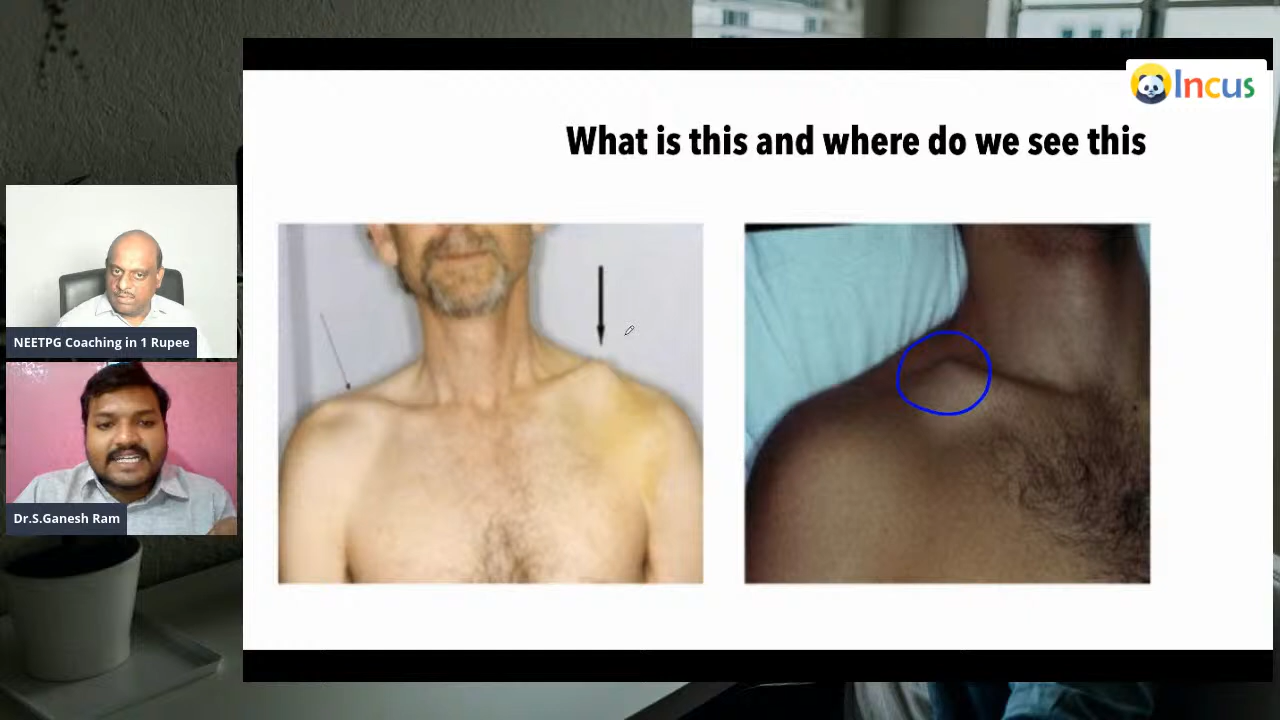 Incus
What is this and where do we see this
NEETPG Coaching in 1 Rupee
Dr.S.Ganesh Ram